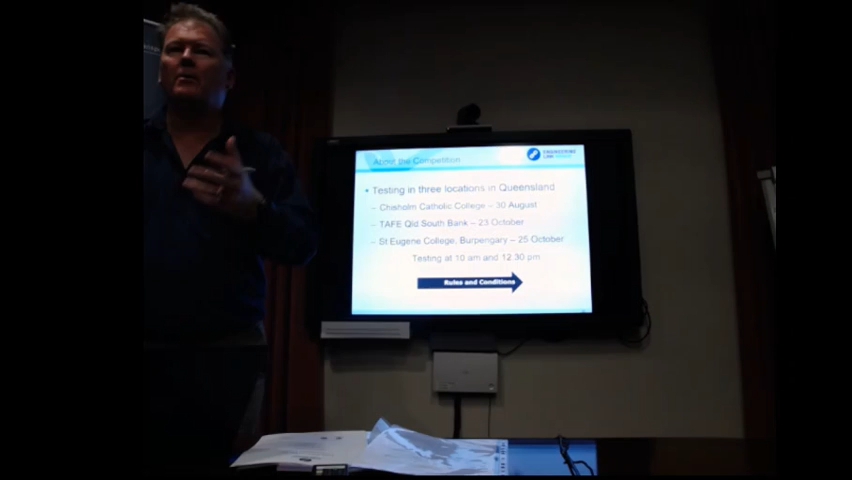 About the Competition
ENGINEERING
• Testing in three locations in Queensland
– Chisholm Catholic College – 30 August
– TAFE Qld South Bank – 23 October
– St Eugene College, Burpengary – 25 October
Testing at 10 am and 12.30 pm
Rules and Conditions